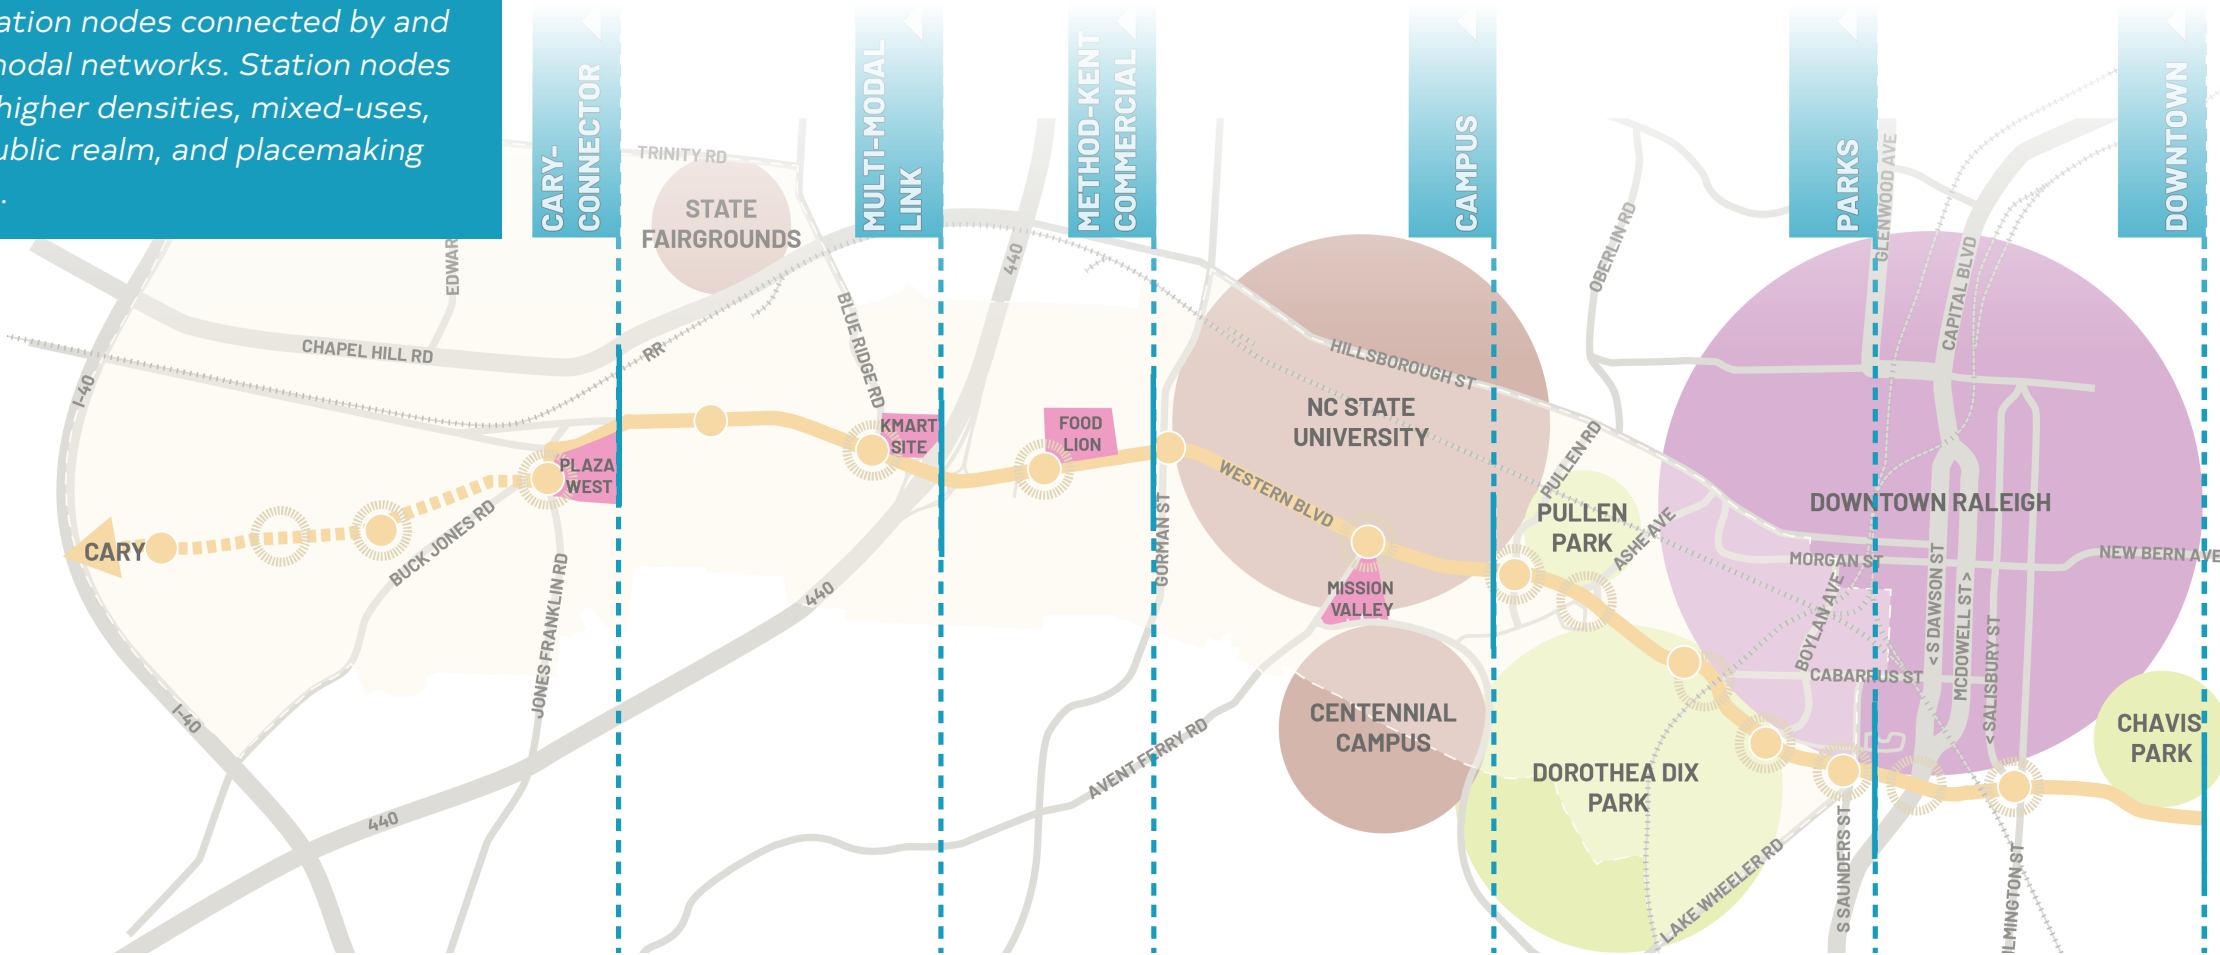 ation nodes connected by and
nodal networks. Station nodes
higher densities, mixed-uses,
ublic realm, and placemaking
.
CARY-
CONNECTOR
MULTI-MODAL
LINK
METHOD-KENT
COMMERCIAL
CAMPUS
PARKS
DOWNTOWN
TRINITY RD
STATE
FAIRGROUNDS
EDWAR
CHAPEL HILL RD
RR
I-40
BLUE RIDGE RD
440
OBERLIN RD
GLENWOOD AVE
CAPITAL BLVD
HILLSBOROUGH ST
NC STATE
UNIVERSITY
KMART
SITE
FOOD
LION
PLAZA
WEST
WESTERN BLVD
PULLEN RD
PULLEN
PARK
ASHE AVE
DOWNTOWN RALEIGH
CARY
BUCK JONES RD
JONES FRANKLIN RD
440
GORMAN ST
MISSION
VALLEY
MORGAN ST
NEW BERN AVE
BOYLAN AVE
CABARRUS ST
< S DAWSON ST
MCDOWELL ST >
< SALISBURY ST
I-40
CENTENNIAL
CAMPUS
AVENT FERRY RD
DOROTHEA DIX
PARK
CHAVIS
PARK
440
LAKE WHEELER RD
S SAUNDERS ST
LMINGTON ST